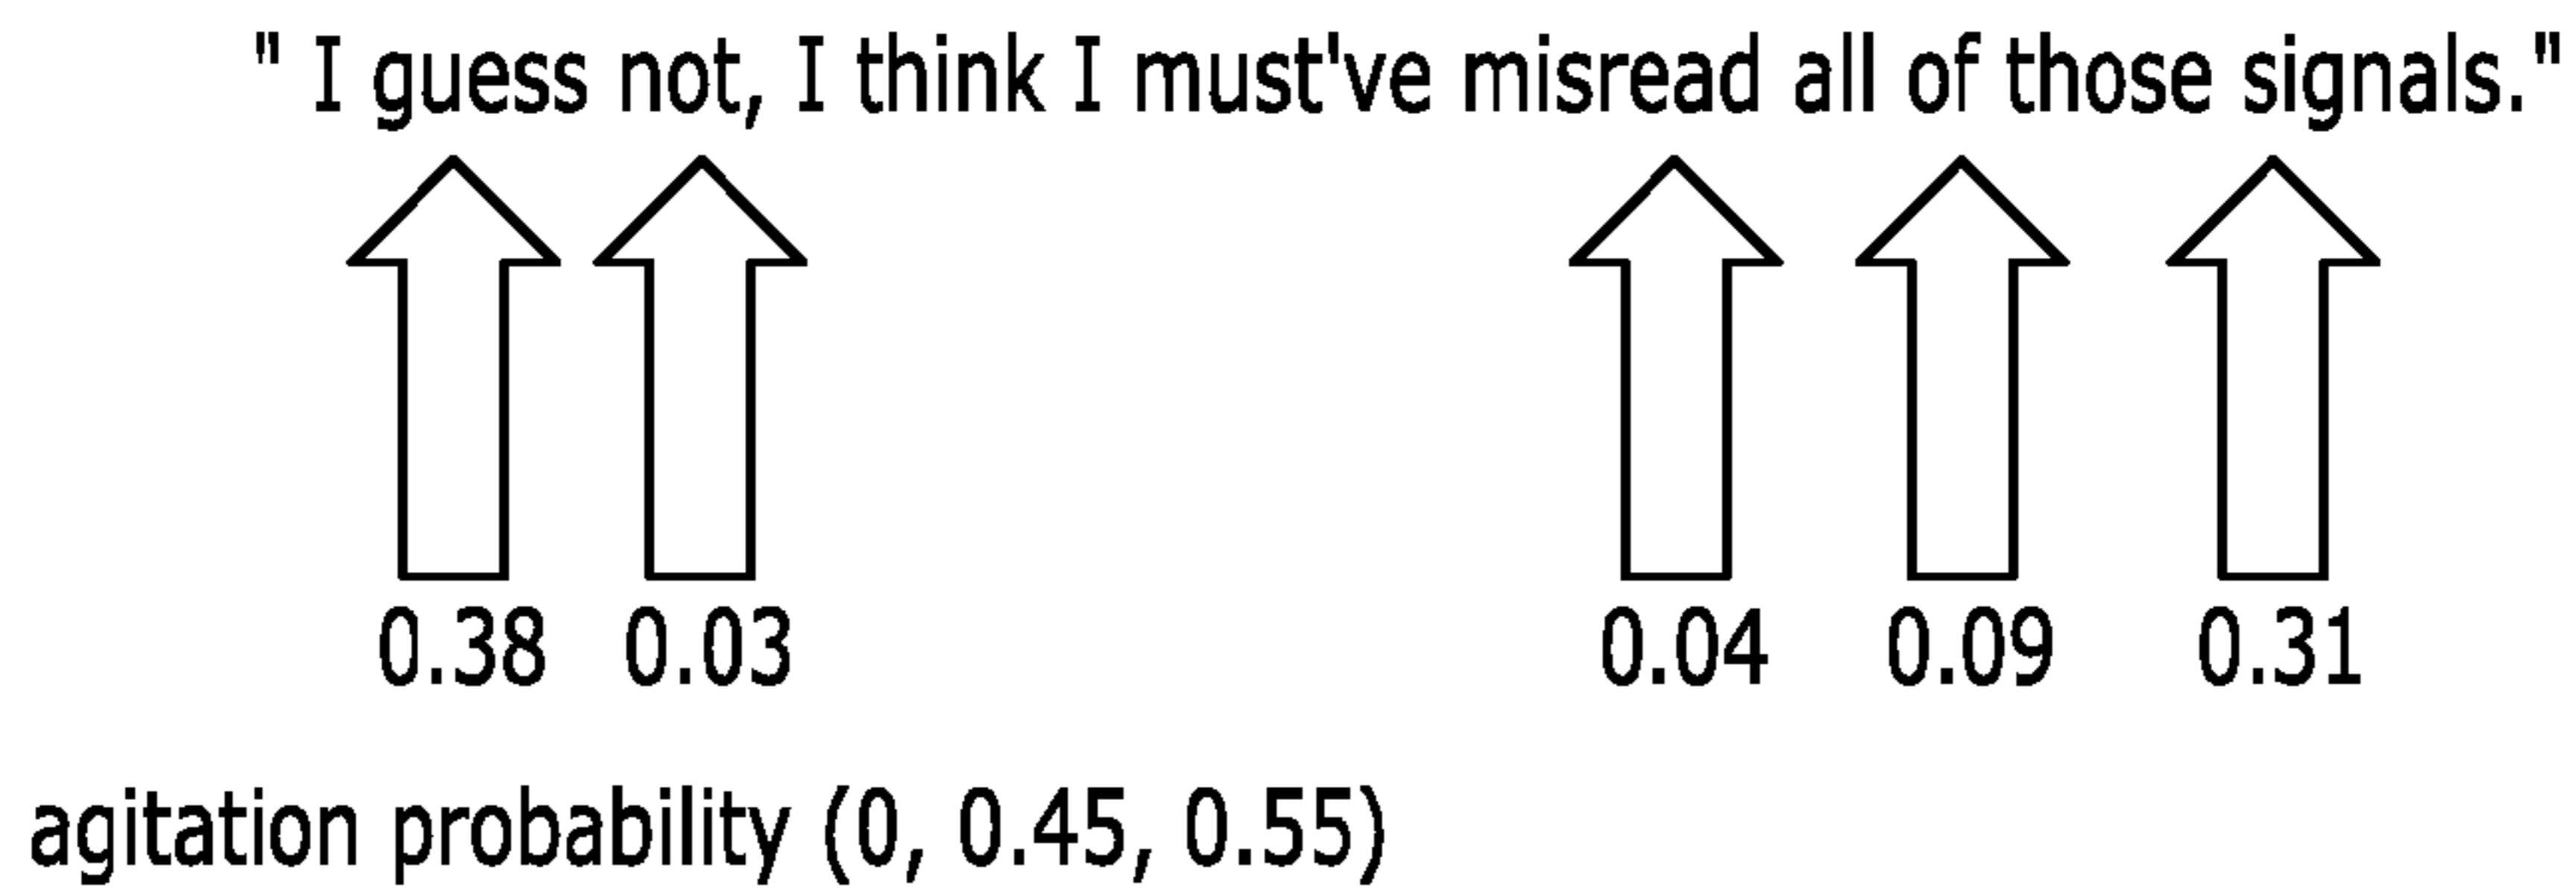 " I guess not, I think I must've misread all of those signals."
0.38 0.03 0.04 0.09 0.31
agitation probability (0, 0.45, 0.55)